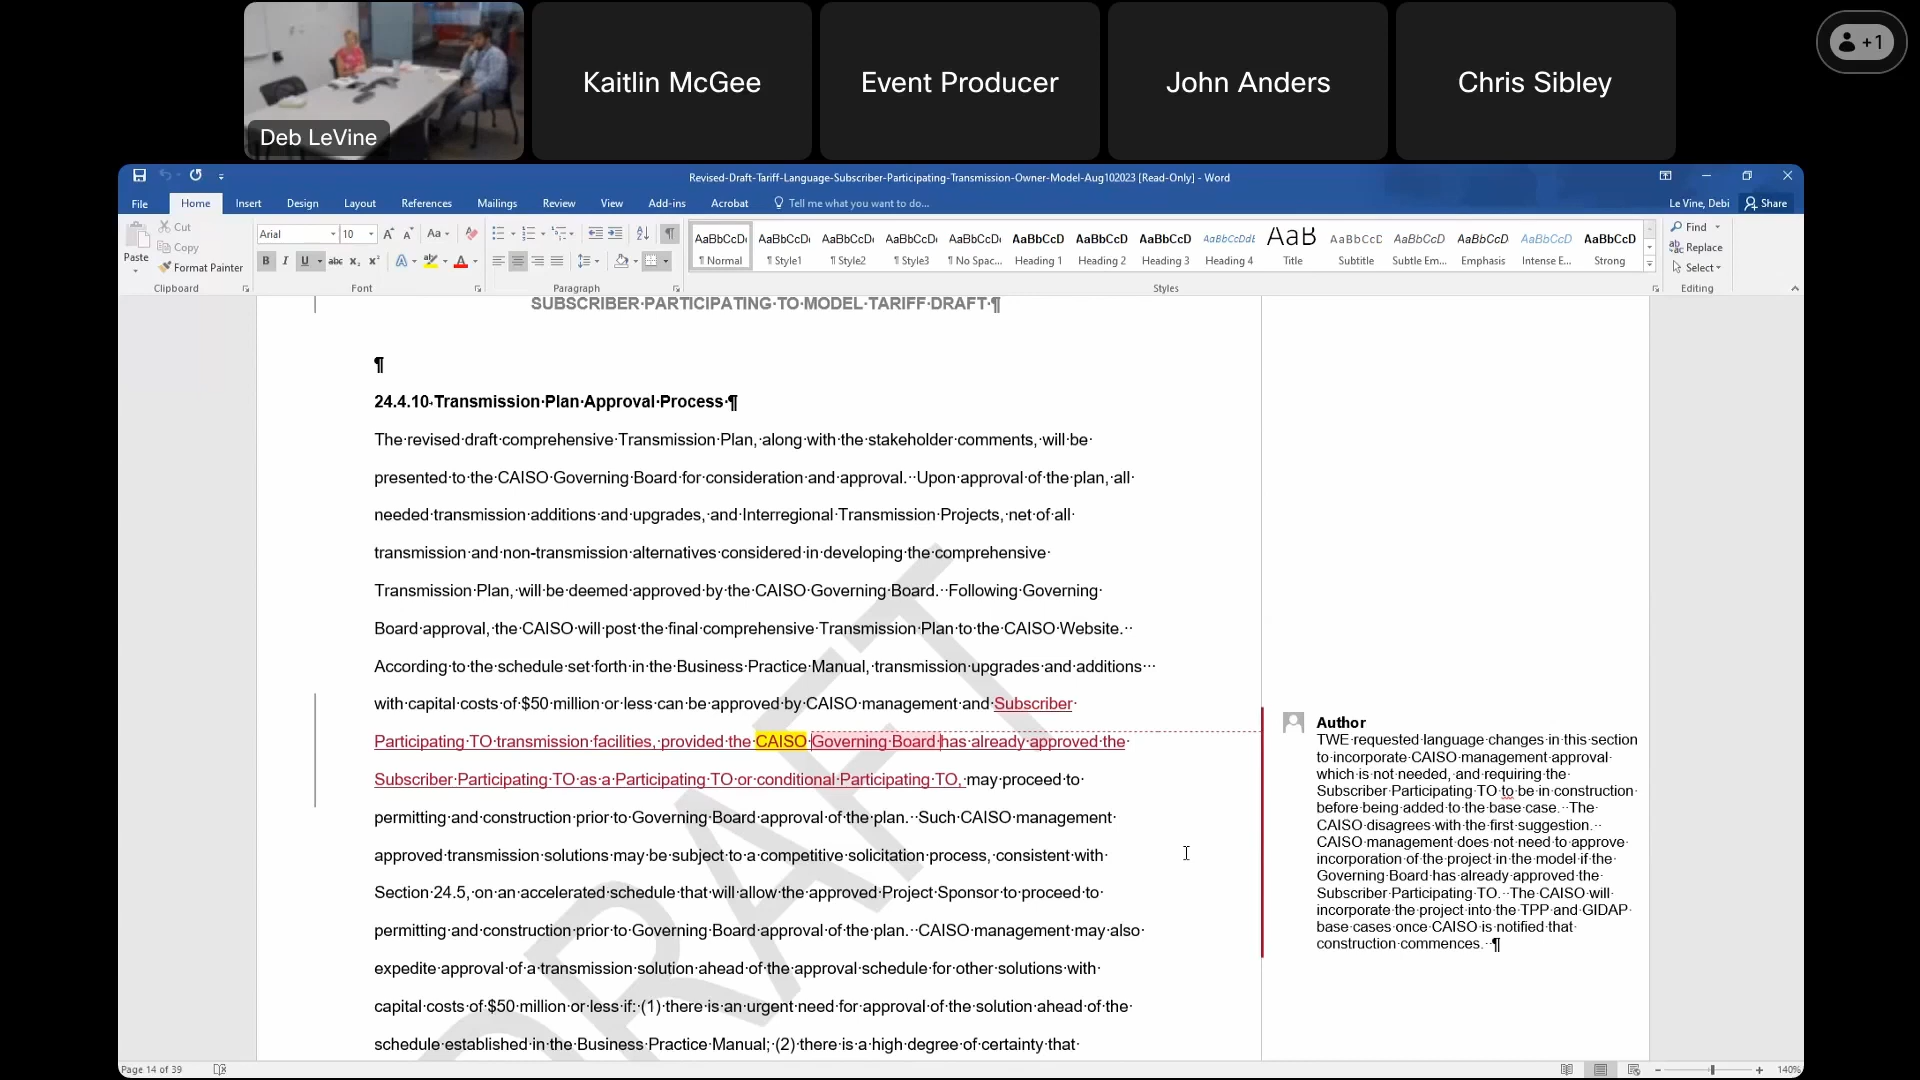 Deb LeVine
Kaitlin McGee
Event Producer
John Anders
Chris Sibley
+1
Revised-Draft-Tariff-Language-Subscriber-Participating-Transmission-Owner-Model-Aug102023 [Read-Only] - Word
File Home Insert Design Layout References Mailings Review View Add-ins Acrobat Tell me what you want to do... Le Vine, Debi Share
Paste
Cut
Copy
Format Painter
Clipboard
Arial 10
Font
Paragraph
AaBbCcDı AaBbCcDı AaBbCcDı AaBbCcDı AaBbCcDı AaBbCcD AaBbCcD AaBbCcD AaBbCcDdE AaB AaBbCcD AaBbCcD AaBbCcD AaBbCcD AaBbCcD
¶ Normal ¶ Style1 ¶ Style2 ¶ Style3 ¶ No Spac... Heading 1 Heading 2 Heading 3 Heading 4 Title Subtitle Subtle Em... Emphasis Intense E... Strong
Styles
Find
Replace
Select
Editing
SUBSCRIBER·PARTICIPATING·TO·MODEL·TARIFF·DRAFT·¶
¶
24.4.10·Transmission·Plan·Approval·Process·¶
The·revised·draft·comprehensive·Transmission·Plan,·along·with·the·stakeholder·comments,·will·be·
presented·to·the·CAISO·Governing·Board·for·consideration·and·approval.··Upon·approval·of·the·plan,·all·
needed·transmission·additions·and·upgrades,·and·Interregional·Transmission·Projects,·net·of·all·
transmission·and·non-transmission·alternatives·considered·in·developing·the·comprehensive·
Transmission·Plan,·will·be·deemed·approved·by·the·CAISO·Governing·Board.··Following·Governing·
Board·approval,·the·CAISO·will·post·the·final·comprehensive·Transmission·Plan·to·the·CAISO·Website.··
According·to·the·schedule·set·forth·in·the·Business·Practice·Manual,·transmission·upgrades·and·additions···
with·capital·costs·of·$50·million·or·less·can·be·approved·by·CAISO·management·and·Subscriber·
Participating·TO·transmission·facilities,·provided·the·CAISO·Governing·Board·has·already·approved·the·
Subscriber·Participating·TO·as·a·Participating·TO·or·conditional·Participating·TO,·may·proceed·to·
permitting·and·construction·prior·to·Governing·Board·approval·of·the·plan.··Such·CAISO·management·
approved·transmission·solutions·may·be·subject·to·a·competitive·solicitation·process,·consistent·with·
Section·24.5,·on·an·accelerated·schedule·that·will·allow·the·approved·Project·Sponsor·to·proceed·to·
permitting·and·construction·prior·to·Governing·Board·approval·of·the·plan.··CAISO·management·may·also·
expedite·approval·of·a·transmission·solution·ahead·of·the·approval·schedule·for·other·solutions·with·
capital·costs·of·$50·million·or·less·if:·(1)·there·is·an·urgent·need·for·approval·of·the·solution·ahead·of·the·
schedule·established·in·the·Business·Practice·Manual;·(2)·there·is·a·high·degree·of·certainty·that·
DRAFT
Author
TWE·requested·language·changes·in·this·section·
to·incorporate·CAISO·management·approval·
which·is·not·needed,·and·requiring·the·
Subscriber·Participating·TO·to·be·in·construction·
before·being·added·to·the·base·case.··The·
CAISO·disagrees·with·the·first·suggestion.··
CAISO·management·does·not·need·to·approve·
incorporation·of·the·project·in·the·model·if·the·
Governing·Board·has·already·approved·the·
Subscriber·Participating·TO.··The·CAISO·will·
incorporate·the·project·into·the·TPP·and·GIDAP·
base·cases·once·CAISO·is·notified·that·
construction·commences.··¶
Page 14 of 39
140%